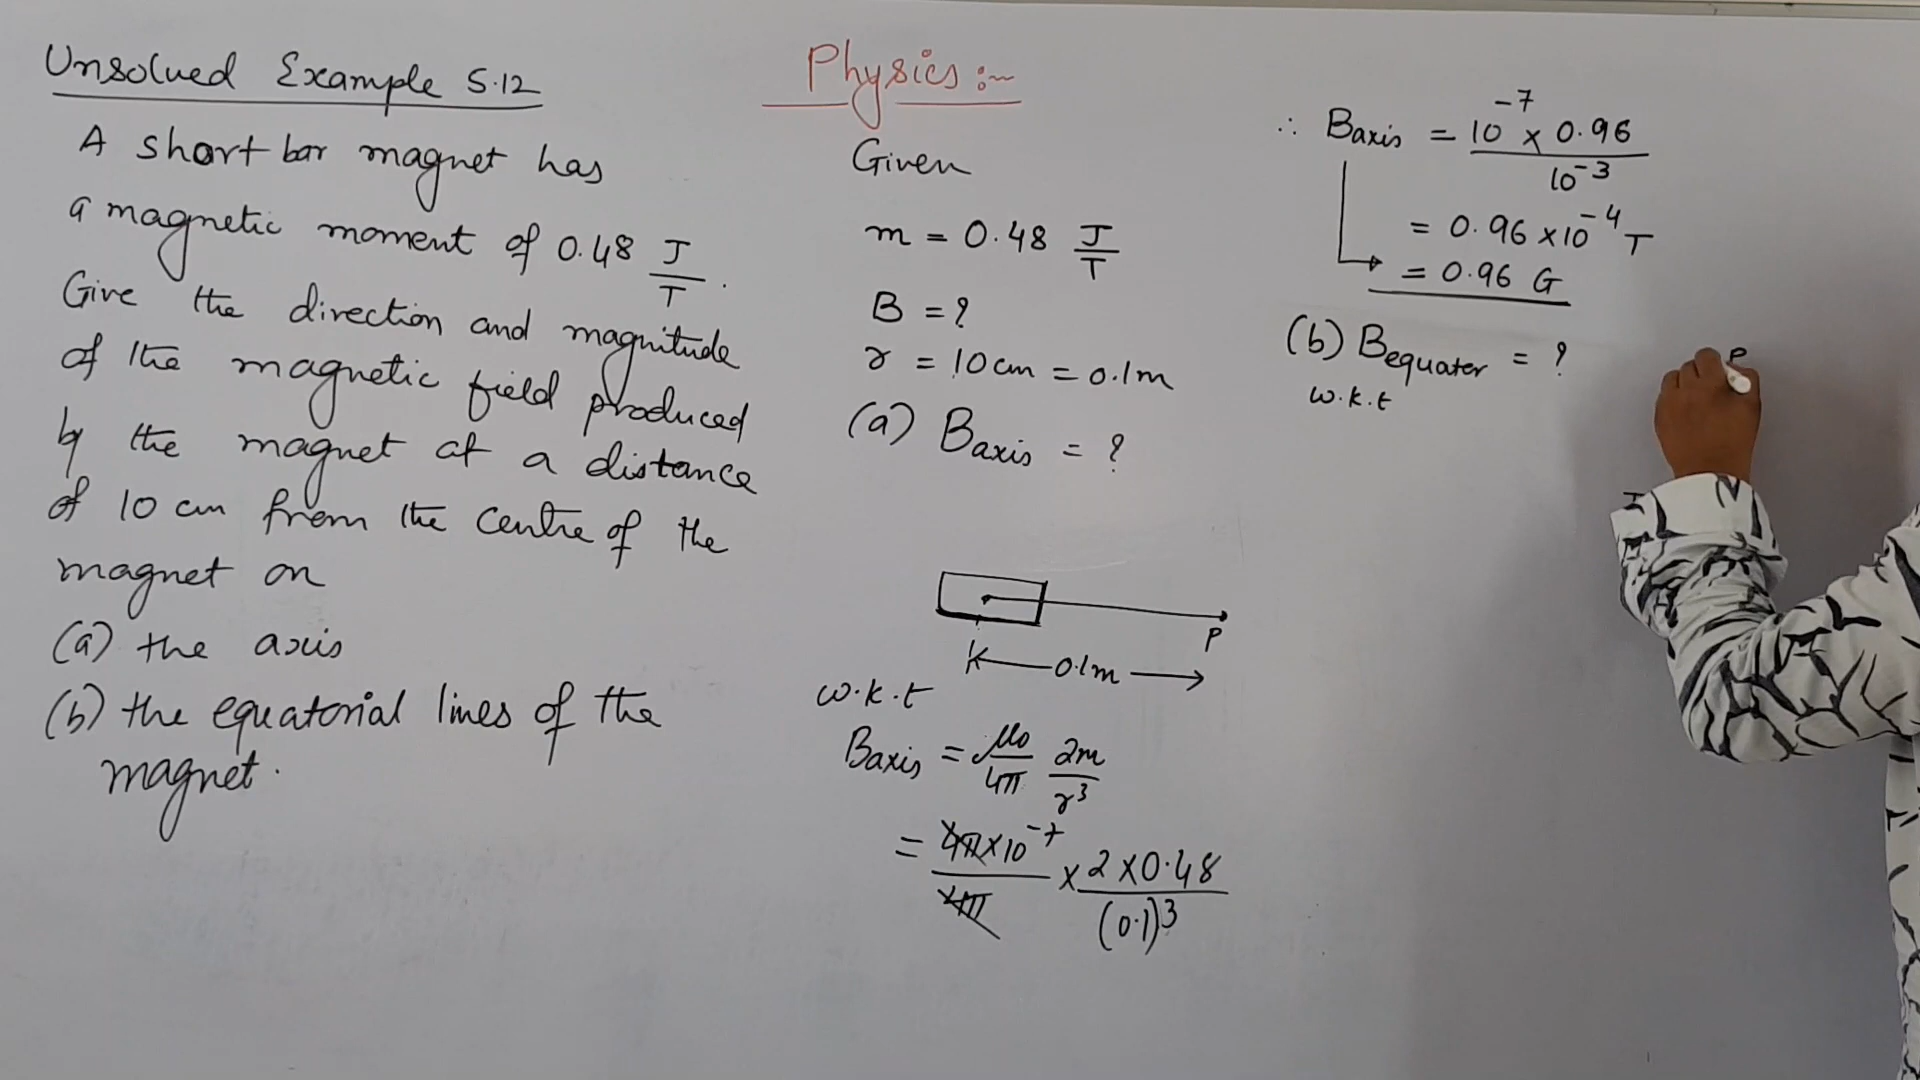 Unsolved Example 5.12
A short bar magnet has
a magnetic moment of 0.48 J/T.
Give the direction and magnitude
of the magnetic field produced
by the magnet at a distance
of 10 cm from the centre of the
magnet on
(a) the axis
(b) the equatorial lines of the
magnet.
Physics :~
Given
m = 0.48 J/T
B = ?
r = 10 cm = 0.1m
(a) Baxis = ?
P
0.1m
w.k.t
Baxis = μ0/4π 2m/r³
= 4π×10⁻⁷/4π × 2×0.48/(0.1)³
∴ Baxis = 10⁻⁷ × 0.96/10⁻³
= 0.96 ×10⁻⁴ T
= 0.96 G
(b) Bequater = ?
w.k.t
P